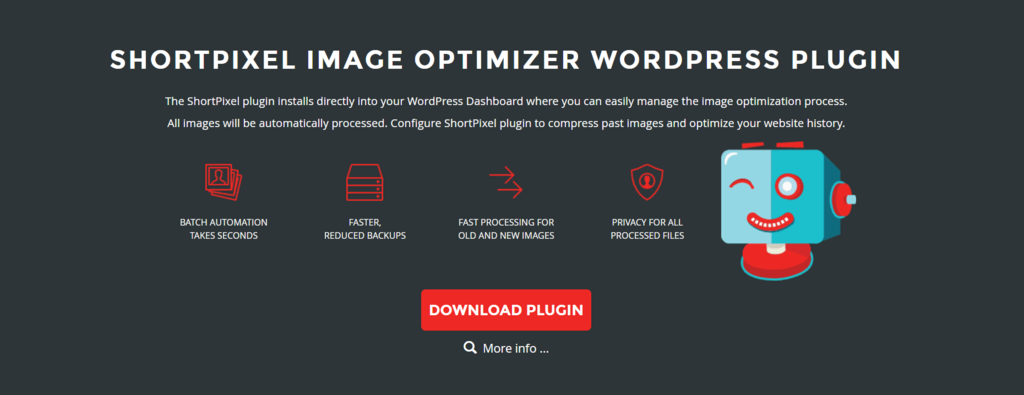 SHORTPIXEL IMAGE OPTIMIZER WORDPRESS PLUGIN
The ShortPixel plugin installs directly into your WordPress Dashboard where you can easily manage the image optimization process.
All images will be automatically processed. Configure ShortPixel plugin to compress past images and optimize your website history.
BATCH AUTOMATION
TAKES SECONDS
FASTER,
REDUCED BACKUPS
FAST PROCESSING FOR
OLD AND NEW IMAGES
PRIVACY FOR ALL
PROCESSED FILES
DOWNLOAD PLUGIN
More info ...